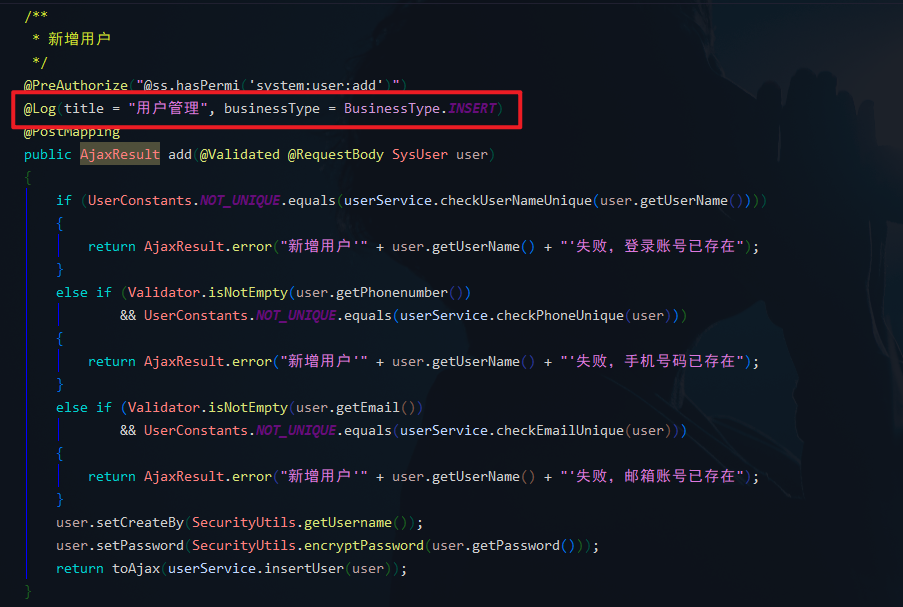 /**
 * 新增用户
 */
@PreAuthorize("@ss.hasPermi('system:user:add')")
@Log(title = "用户管理", businessType = BusinessType.INSERT)
@PostMapping
public AjaxResult add(@Validated @RequestBody SysUser user)
{
    if (UserConstants.NOT_UNIQUE.equals(userService.checkUserNameUnique(user.getUserName())))
    {
        return AjaxResult.error("新增用户'" + user.getUserName() + "'失败，登录账号已存在");
    }
    else if (Validator.isNotEmpty(user.getPhonenumber())
            && UserConstants.NOT_UNIQUE.equals(userService.checkPhoneUnique(user)))
    {
        return AjaxResult.error("新增用户'" + user.getUserName() + "'失败，手机号码已存在");
    }
    else if (Validator.isNotEmpty(user.getEmail())
            && UserConstants.NOT_UNIQUE.equals(userService.checkEmailUnique(user)))
    {
        return AjaxResult.error("新增用户'" + user.getUserName() + "'失败，邮箱账号已存在");
    }
    user.setCreateBy(SecurityUtils.getUsername());
    user.setPassword(SecurityUtils.encryptPassword(user.getPassword()));
    return toAjax(userService.insertUser(user));
}